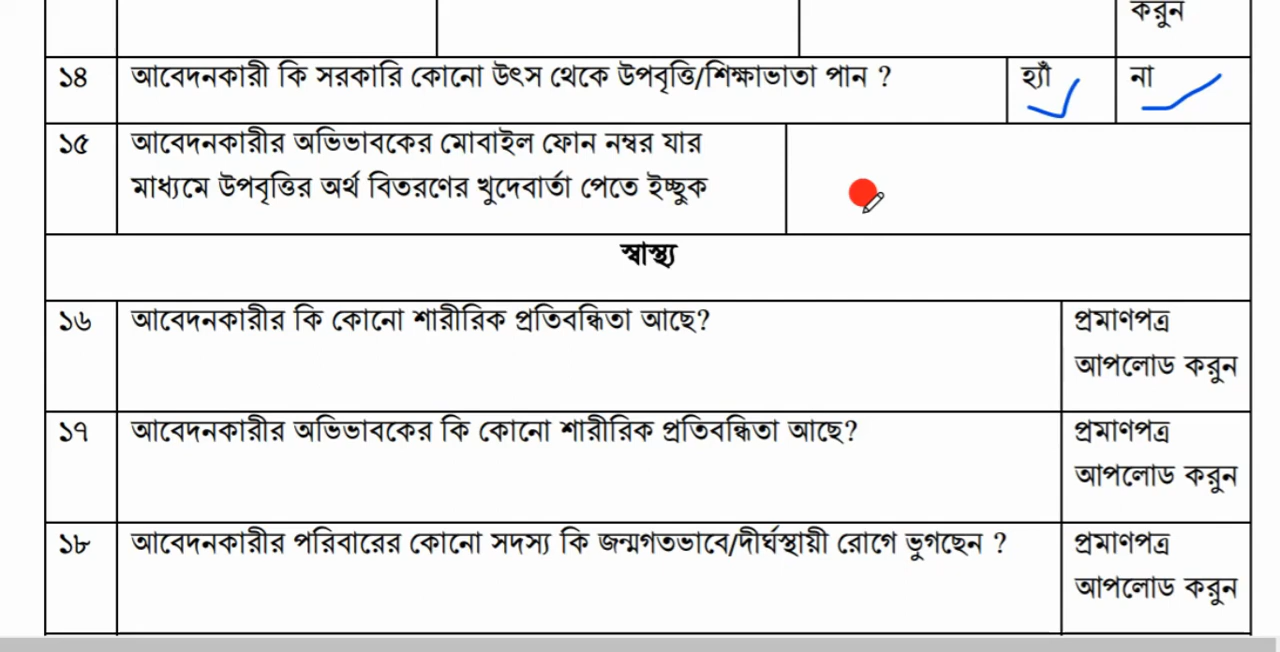 করুন
১৪ আবেদনকারী কি সরকারি কোনো উৎস থেকে উপবৃত্তি/শিক্ষাভাতা পান ? হ্যাঁ না
১৫ আবেদনকারীর অভিভাবকের মোবাইল ফোন নম্বর যার
মাধ্যমে উপবৃত্তির অর্থ বিতরণের খুদেবার্তা পেতে ইচ্ছুক
স্বাস্থ্য
১৬ আবেদনকারীর কি কোনো শারীরিক প্রতিবন্ধিতা আছে? প্রমাণপত্র
আপলোড করুন
১৭ আবেদনকারীর অভিভাবকের কি কোনো শারীরিক প্রতিবন্ধিতা আছে? প্রমাণপত্র
আপলোড করুন
১৮ আবেদনকারীর পরিবারের কোনো সদস্য কি জন্মগতভাবে/দীর্ঘস্থায়ী রোগে ভুগছেন ? প্রমাণপত্র
আপলোড করুন